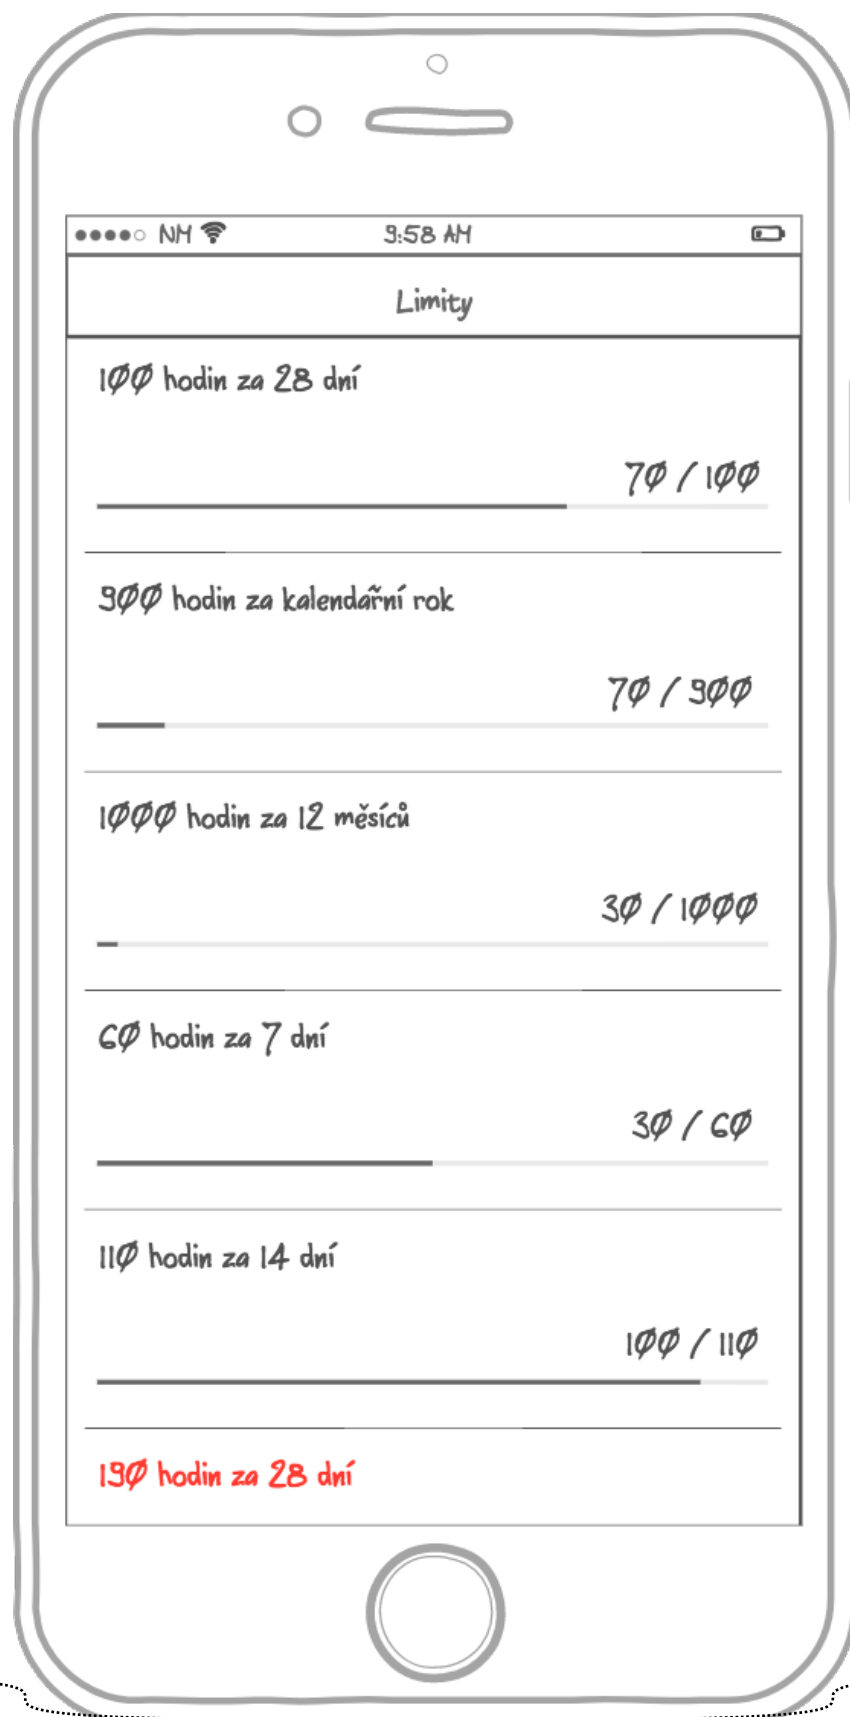 NM 9:58 AM
Limity
100 hodin za 28 dní
70 / 100
900 hodin za kalendařní rok
70 / 900
1000 hodin za 12 měsíců
30 / 1000
60 hodin za 7 dní
30 / 60
110 hodin za 14 dní
100 / 110
190 hodin za 28 dní